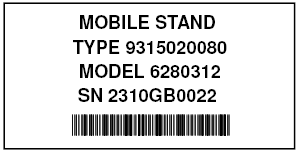 MOBILE STAND
TYPE 9315020080
MODEL 6280312
SN 2310GB0022